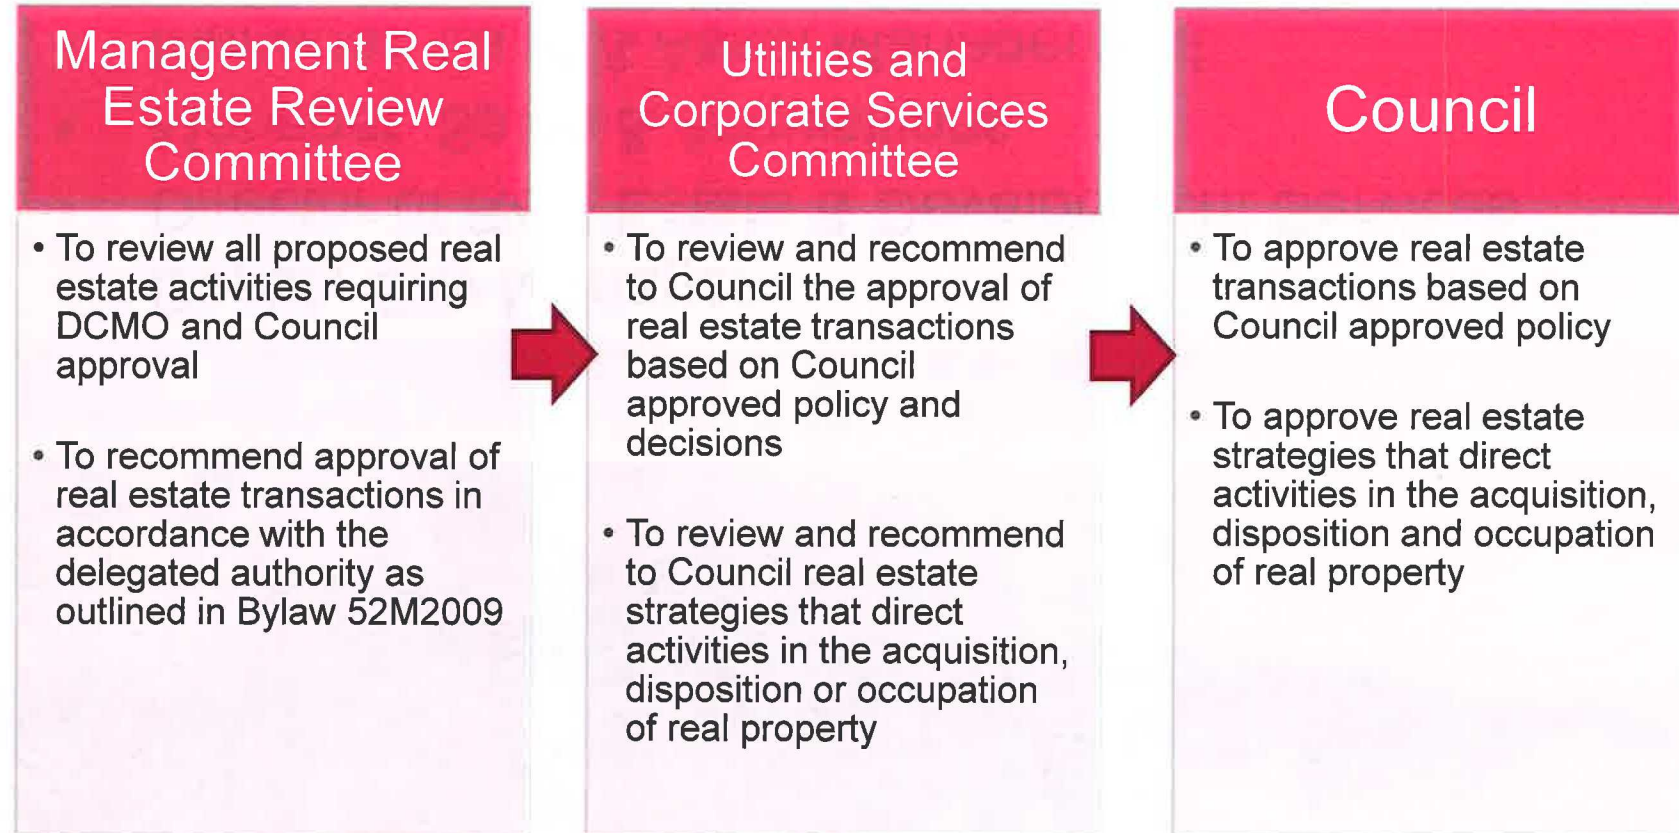 Management Real
Estate Review
Committee
• To review all proposed real
estate activities requiring
DCMO and Council
approval
• To recommend approval of
real estate transactions in
accordance with the
delegated authority as
outlined in Bylaw 52M2009
Utilities and
Corporate Services
Committee
• To review and recommend
to Council the approval of
real estate transactions
based on Council
approved policy and
decisions
• To review and recommend
to Council real estate
strategies that direct
activities in the acquisition,
disposition or occupation
of real property
Council
• To approve real estate
transactions based on
Council approved policy
• To approve real estate
strategies that direct
activities in the acquisition,
disposition and occupation
of real property